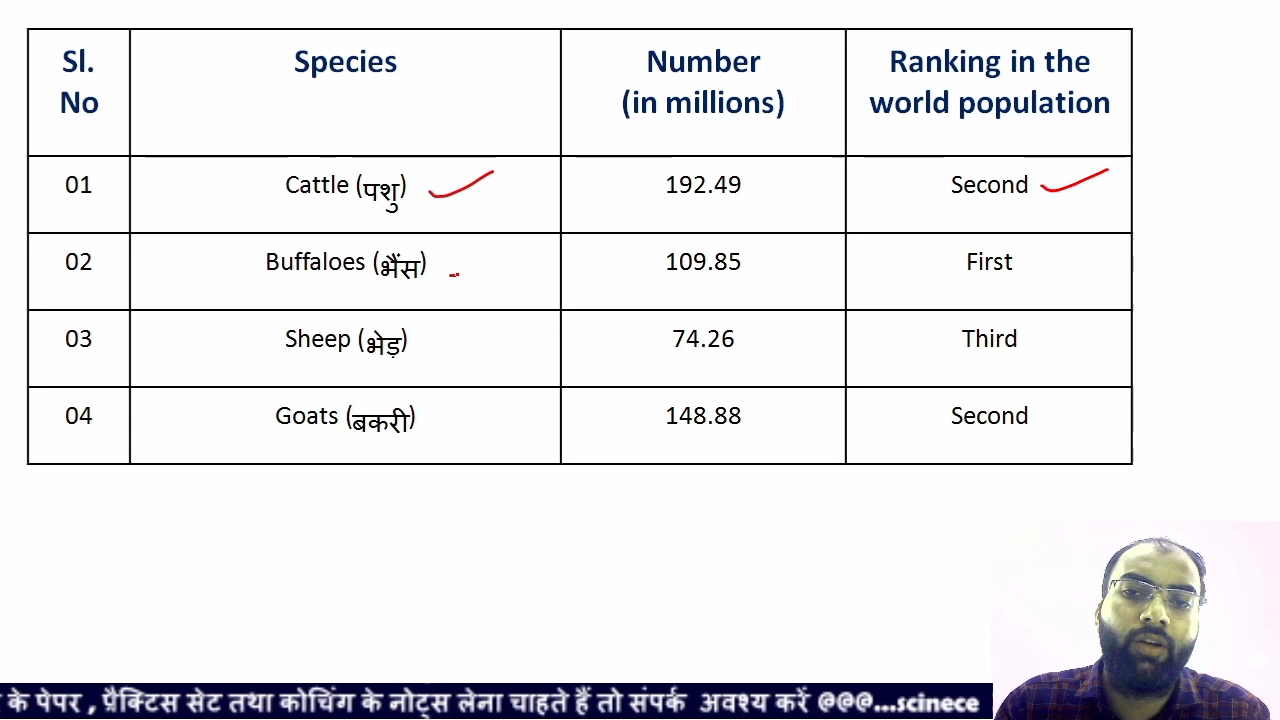 Sl. No Species Number (in millions) Ranking in the world population
01 Cattle (पशु) 192.49 Second
02 Buffaloes (भैंस) 109.85 First
03 Sheep (भेड़) 74.26 Third
04 Goats (बकरी) 148.88 Second
के पेपर , प्रैक्टिस सेट तथा कोचिंग के नोट्स लेना चाहते हैं तो संपर्क अवश्य करें @@@...scinece